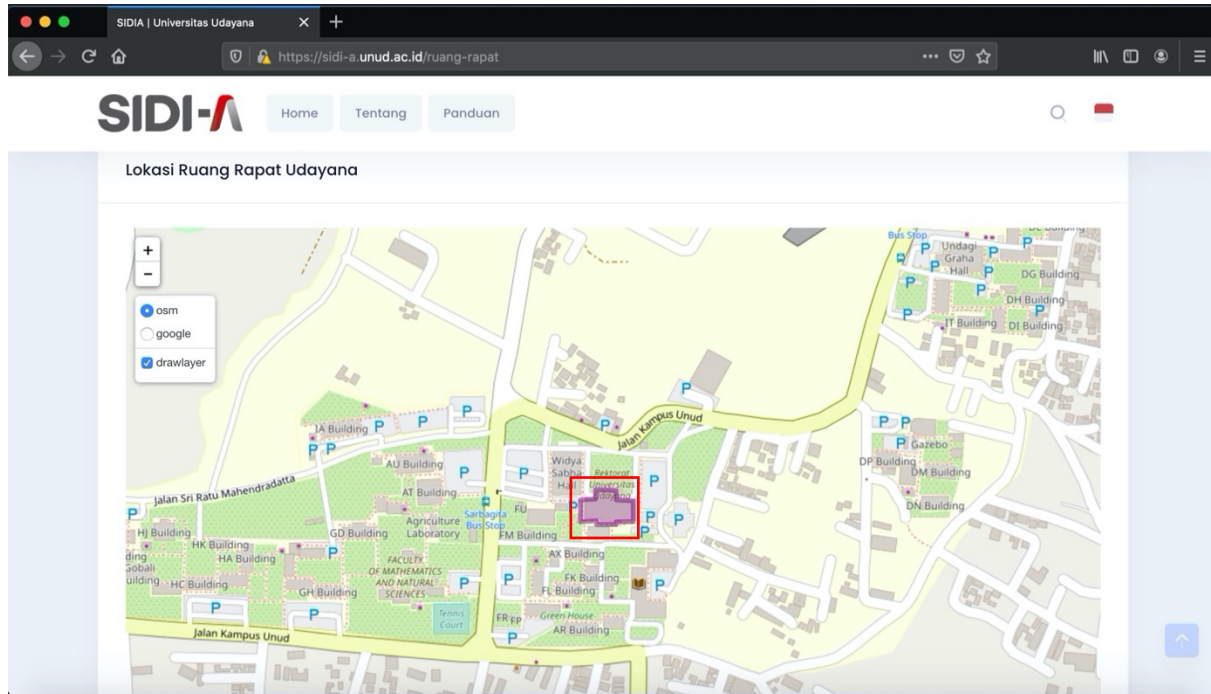 SIDIA | Universitas Udayana
https://sidi-a.unud.ac.id/ruang-rapat
SIDI-A
Home
Tentang
Panduan
Lokasi Ruang Rapat Udayana
+
−
osm
google
drawlayer
Bus Stop
Undagi
Graha
Hall
DG Building
DH Building
IT Building
DI Building
Jalan Kampus Unud
IA Building
AU Building
AT Building
Jalan Sri Ratu Mahendradatta
Widya
Sabha
Hall
Rektorat
Universitas
Udayana
Gazebo
DP Building
DM Building
DN Building
Sarbagita
Bus Stop
FU
FM Building
Agriculture
Laboratory
HJ Building
HK Building
HA Building
GD Building
Gobali
HC Building
GH Building
FACULTY
OF MATHEMATICS
AND NATURAL
SCIENCES
AX Building
FK Building
FL Building
Tennis
Court
FR
FP
Green House
AR Building
Jalan Kampus Unud